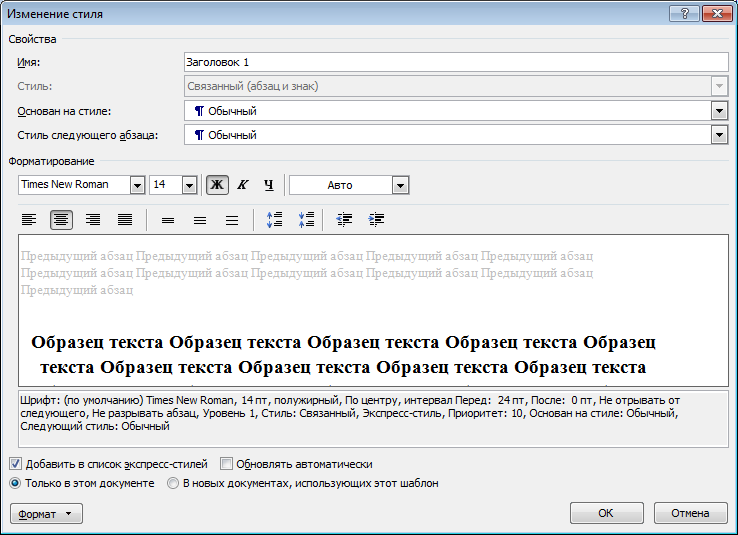 Изменение стиля
Свойства
Имя: Заголовок 1
Стиль: Связанный (абзац и знак)
Основан на стиле: ¶ Обычный
Стиль следующего абзаца: ¶ Обычный
Форматирование
Times New Roman 14 Ж К Ч Авто
Предыдущий абзац Предыдущий абзац Предыдущий абзац Предыдущий абзац Предыдущий абзац
Предыдущий абзац Предыдущий абзац Предыдущий абзац Предыдущий абзац Предыдущий абзац
Предыдущий абзац
Образец текста Образец текста Образец текста Образец текста Образец
текста Образец текста Образец текста Образец текста Образец текста
Шрифт: (по умолчанию) Times New Roman, 14 пт, полужирный, По центру, интервал Перед: 24 пт, После: 0 пт, Не отрывать от
следующего, Не разрывать абзац, Уровень 1, Стиль: Связанный, Экспресс-стиль, Приоритет: 10, Основан на стиле: Обычный,
Следующий стиль: Обычный
Добавить в список экспресс-стилей Обновлять автоматически
Только в этом документе В новых документах, использующих этот шаблон
Формат OK Отмена